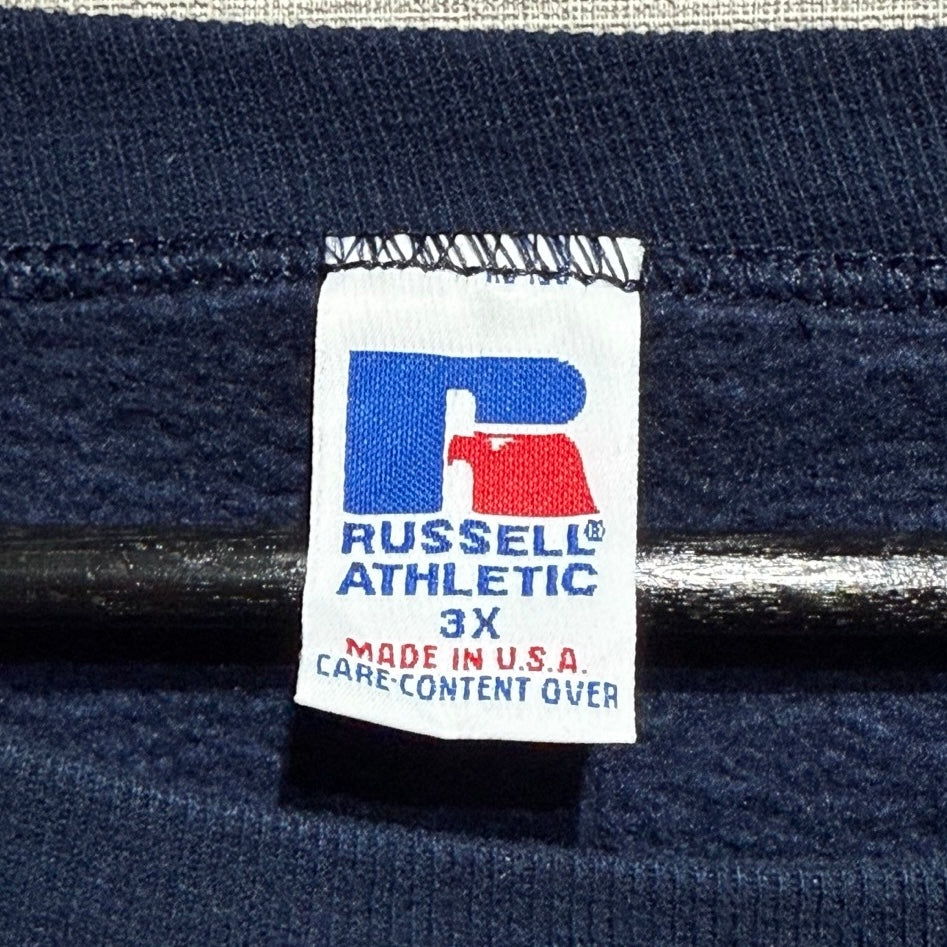 RUSSELL®
ATHLETIC
3X
MADE IN U.S.A.
CARE-CONTENT OVER